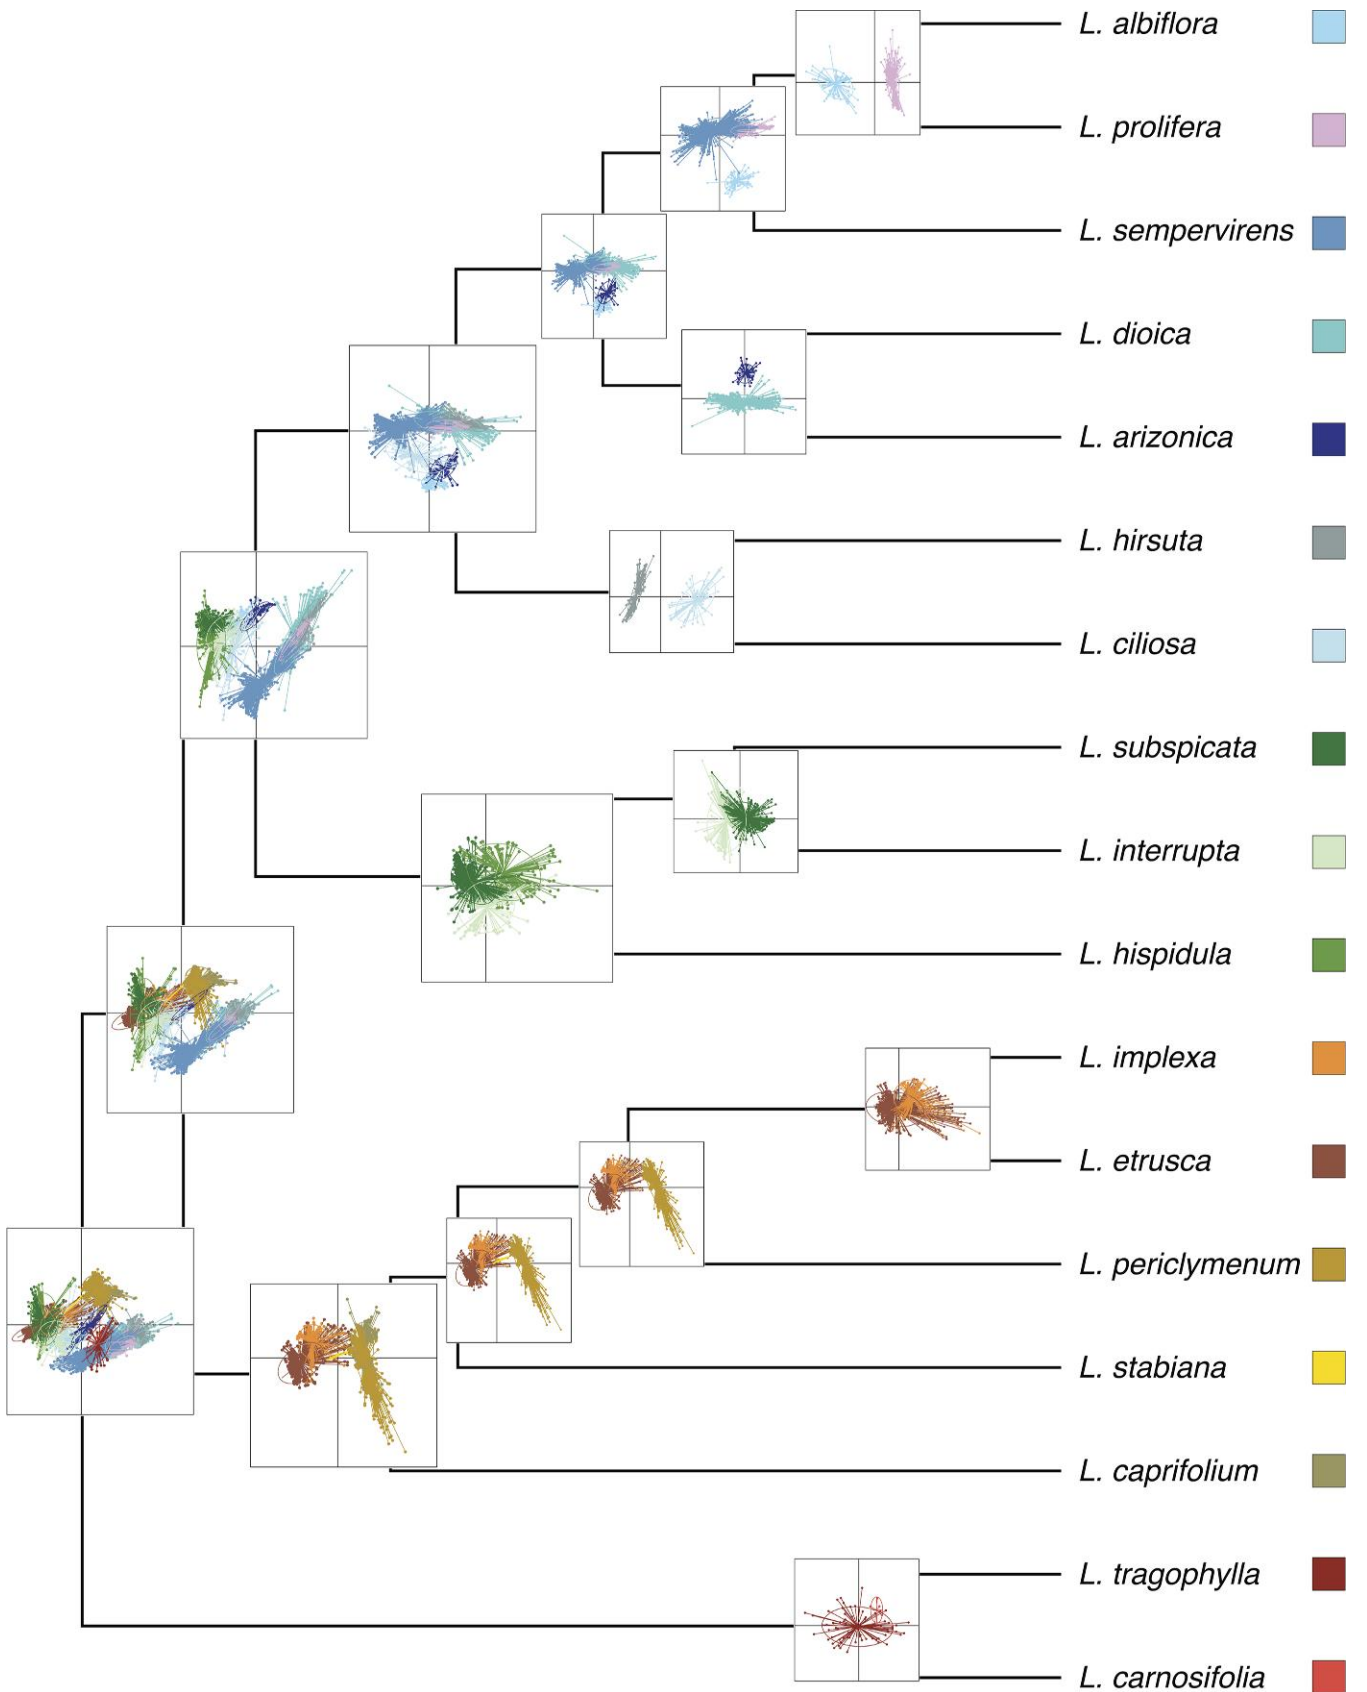 L. albiflora
L. prolifera
L. sempervirens
L. dioica
L. arizonica
L. hirsuta
L. ciliosa
L. subspicata
L. interrupta
L. hispidula
L. implexa
L. etrusca
L. periclymenum
L. stabiana
L. caprifolium
L. tragophylla
L. carnosifolia